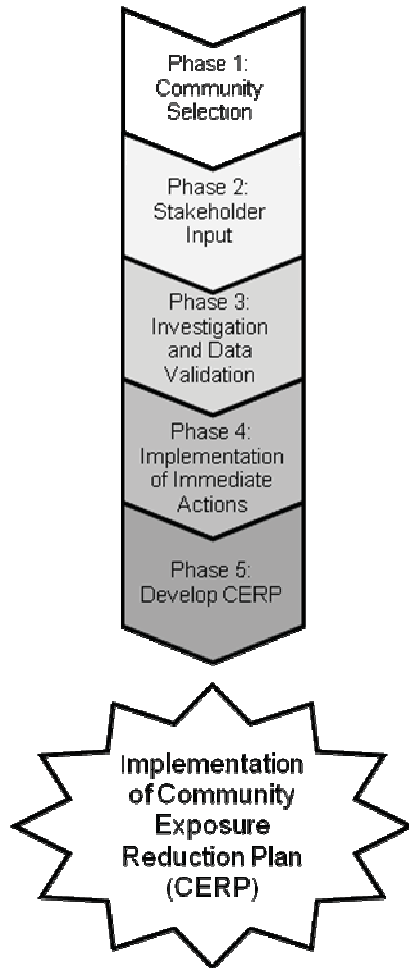 Phase 1:
Community
Selection
Phase 2:
Stakeholder
Input
Phase 3:
Investigation
and Data
Validation
Phase 4:
Implementation
of Immediate
Actions
Phase 5:
Develop CERP
Implementation
of Community
Exposure
Reduction Plan
(CERP)